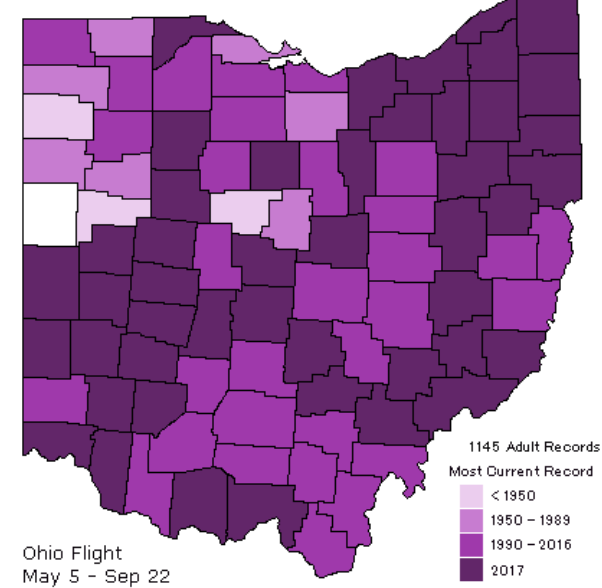 1145 Adult Records
Most Current Record
< 1950
1950 – 1989
1990 – 2016
2017
Ohio Flight
May 5 – Sep 22